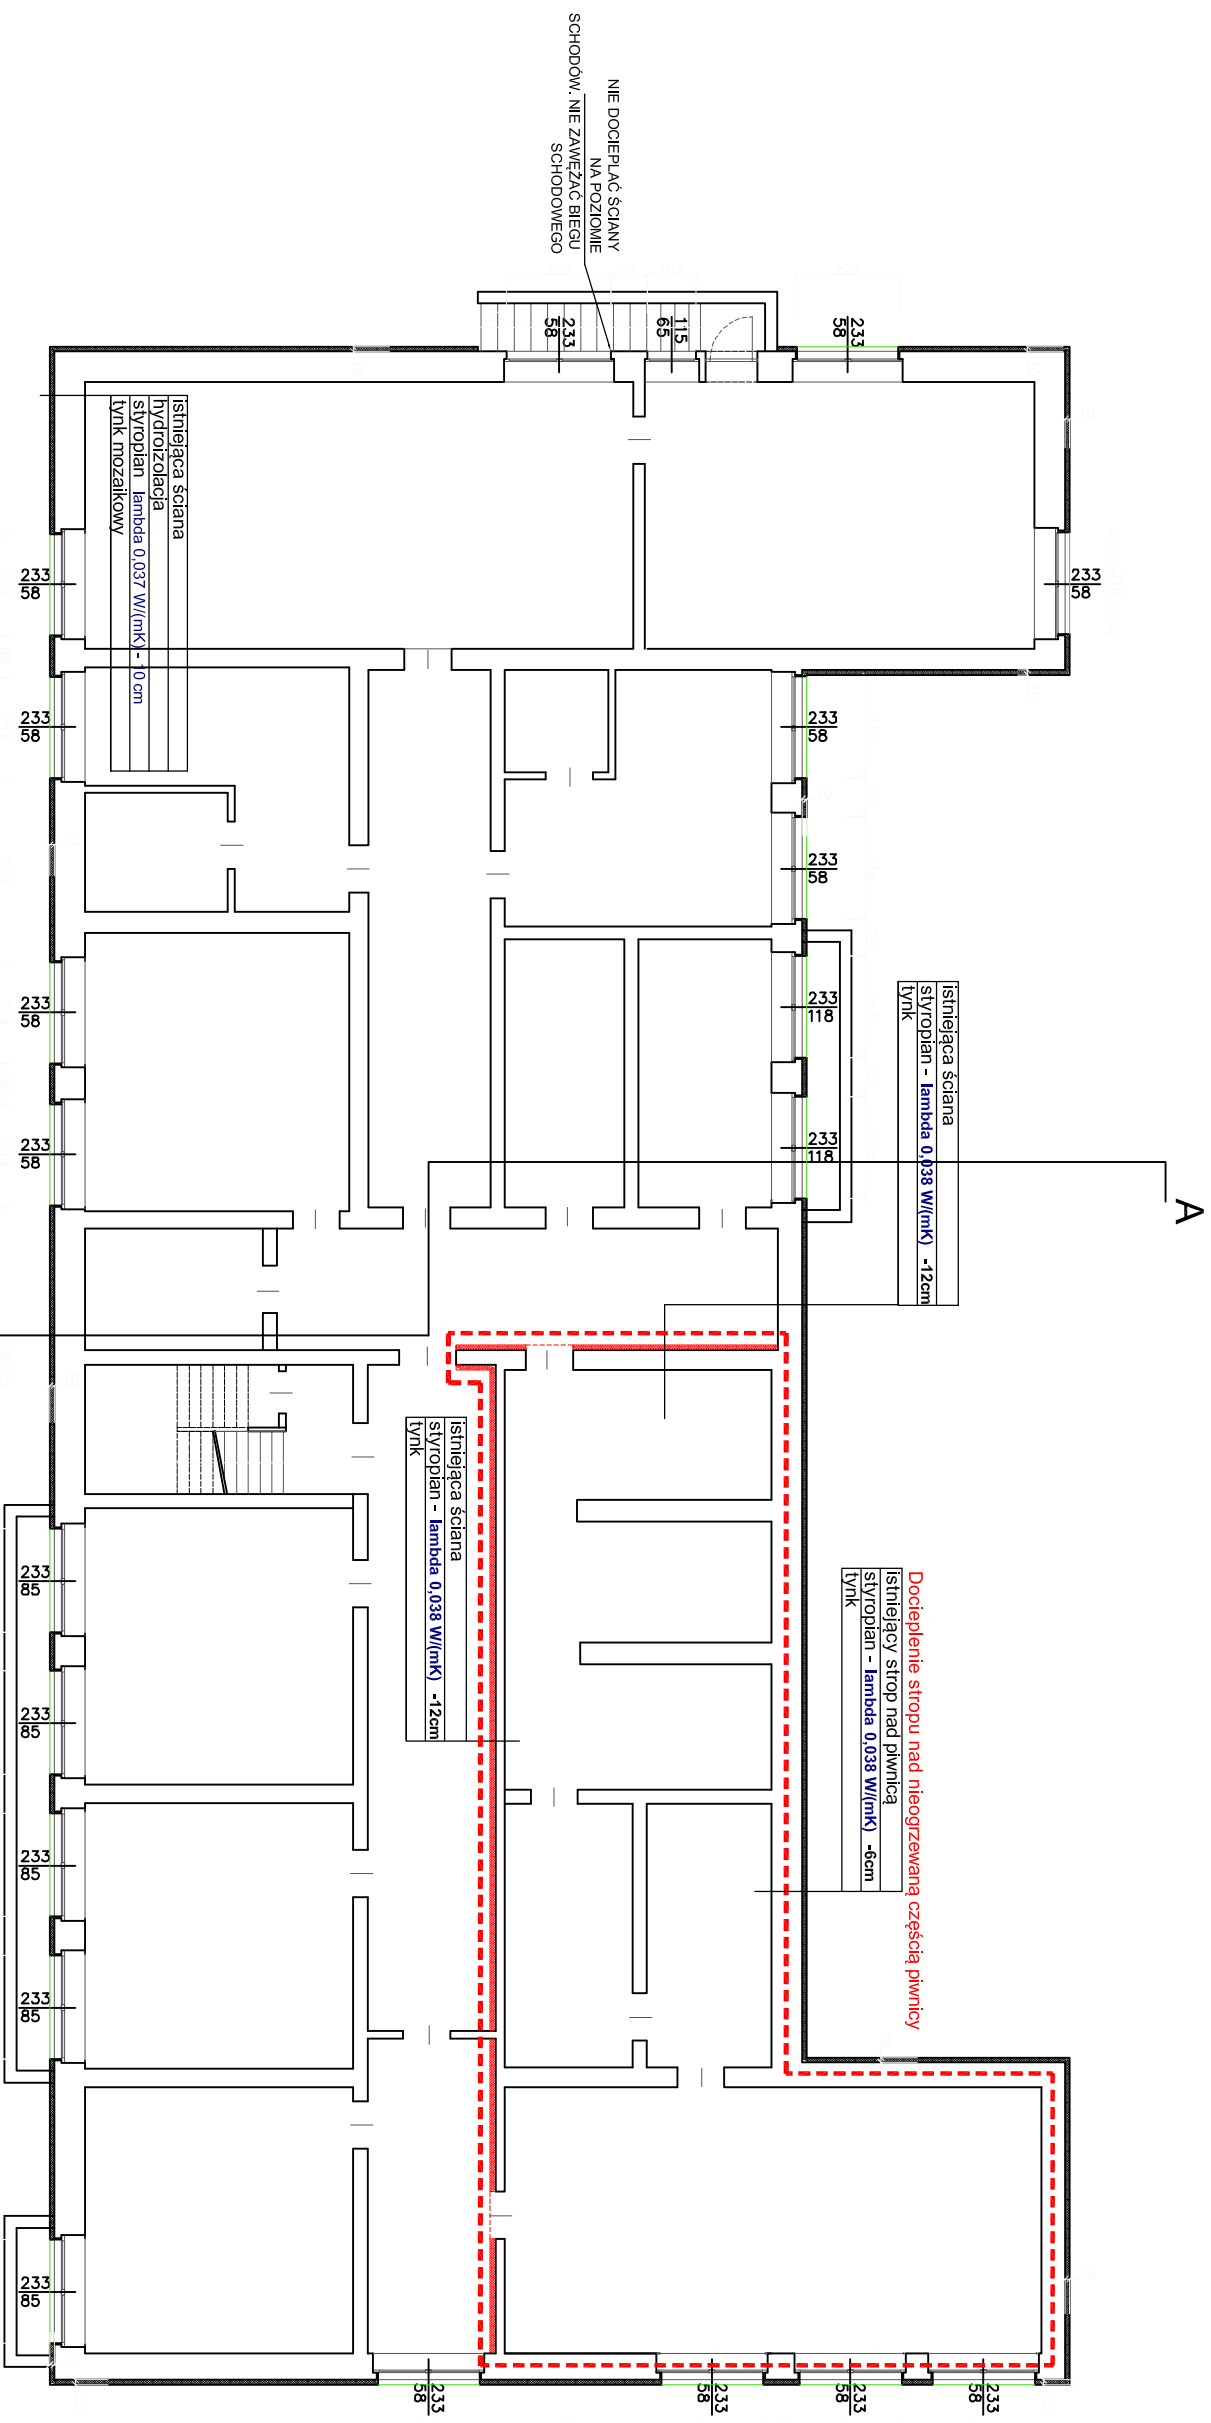 NIE DOCIEPLAĆ ŚCIANY
NA POZIOMIE
SCHODÓW. NIE ZAWĘŻAĆ BIEGU
SCHODOWEGO
233
58
115
65
233
58
233
58
istniejąca ściana
hydroizolacja
styropian lambda 0,037 W/(mK) - 10 cm
tynk mozaikowy
233
58
233
58
233
58
233
58
233
118
233
118
233
58
233
58
istniejąca ściana
styropian - lambda 0,038 W/(mK) -12cm
tynk
A
istniejąca ściana
styropian - lambda 0,038 W/(mK) -12cm
tynk
Docieplenie stropu nad nieogrzewaną częścią piwnicy
istniejący strop nad piwnicą
styropian - lambda 0,038 W/(mK) -6cm
tynk
233
85
233
85
233
85
233
85
233
85
233
58
233
58
233
58
233
58